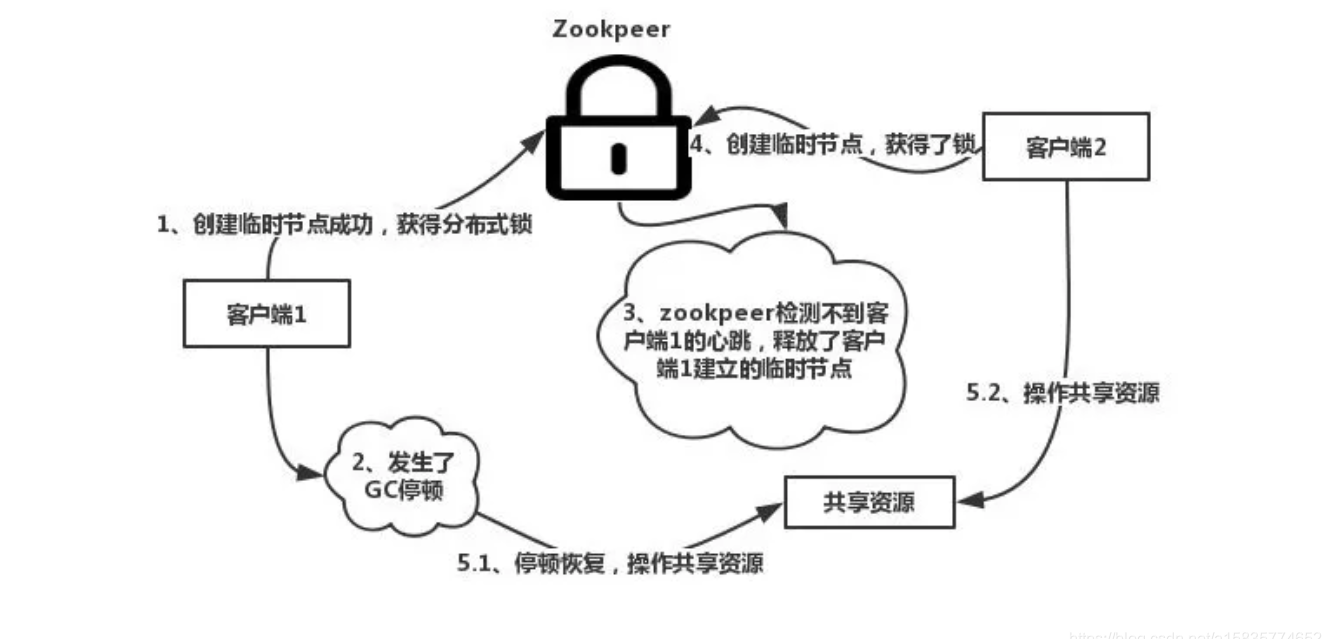 Zookpeer
4、创建临时节点，获得了锁
客户端2
1、创建临时节点成功，获得分布式锁
客户端1
3、zookpeer检测不到客
户端1的心跳，释放了客户
端1建立的临时节点
5.2、操作共享资源
2、发生了
GC停顿
共享资源
5.1、停顿恢复，操作共享资源